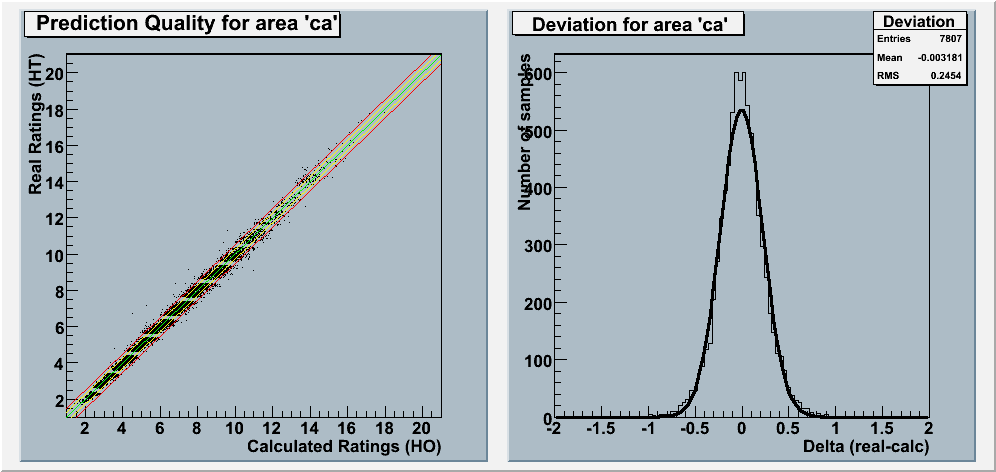 Prediction Quality for area 'ca'
Real Ratings (HT)
20
18
16
14
12
10
8
6
4
2
2 4 6 8 10 12 14 16 18 20
Calculated Ratings (HO)
Deviation for area 'ca'
Deviation
Entries 7807
Mean -0.003181
RMS 0.2454
Number of samples
600
500
400
300
200
100
0
-2 -1.5 -1 -0.5 0 0.5 1 1.5 2
Delta (real-calc)